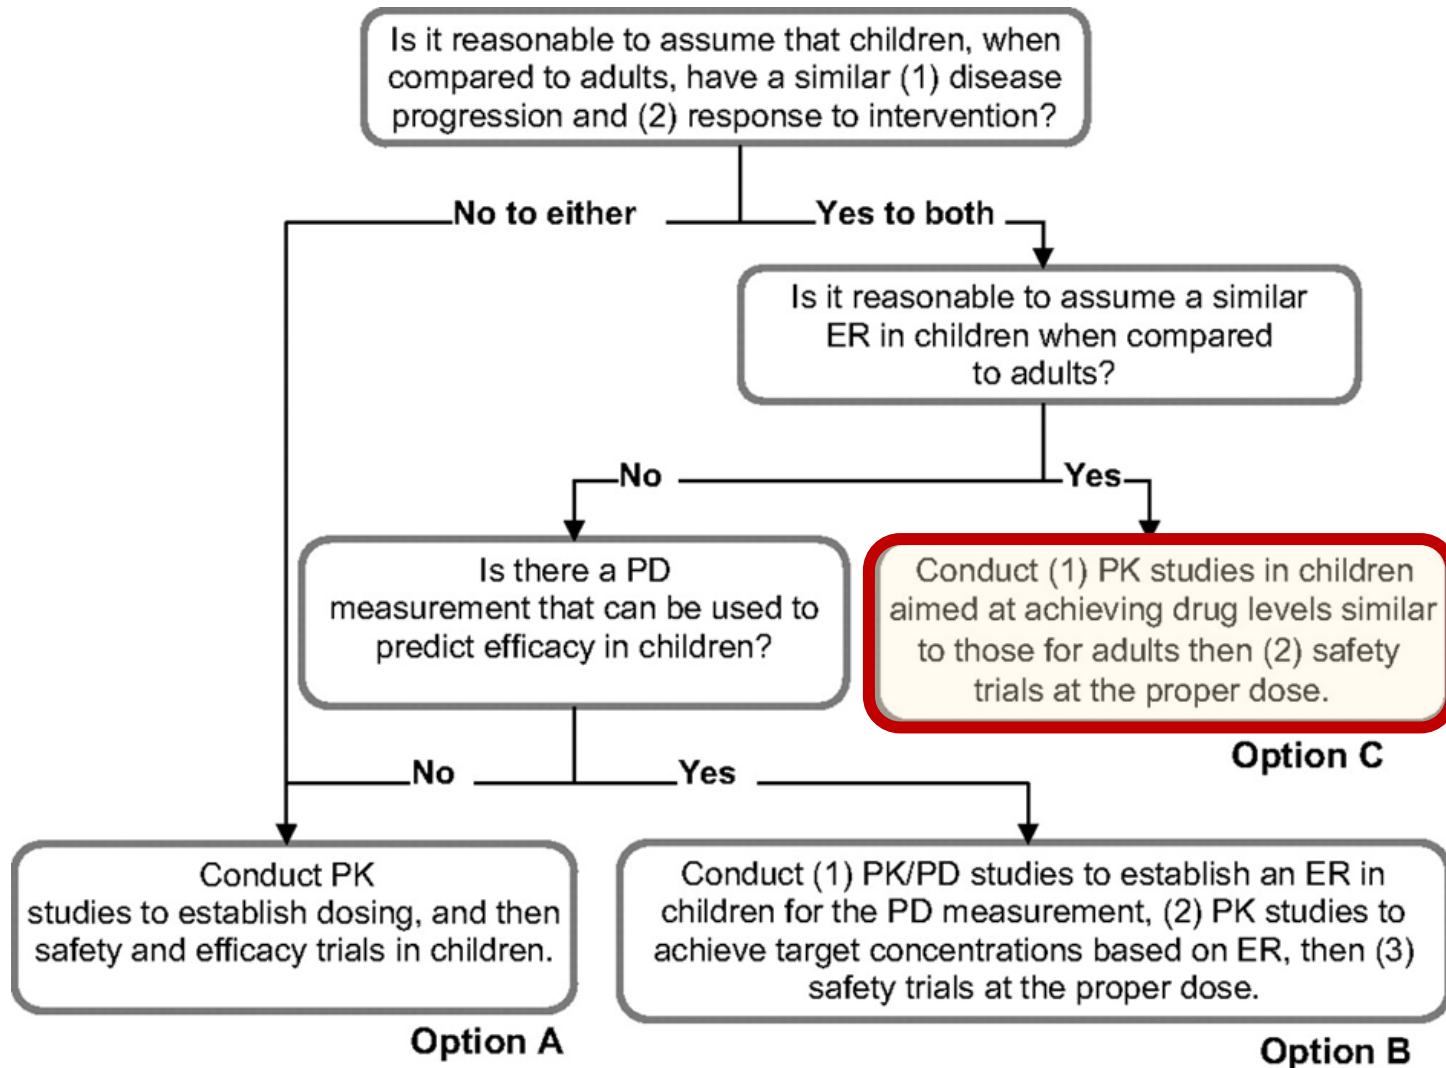 Is it reasonable to assume that children, when
compared to adults, have a similar (1) disease
progression and (2) response to intervention?
No to either
Yes to both
Is it reasonable to assume a similar
ER in children when compared
to adults?
No
Yes
Is there a PD
measurement that can be used to
predict efficacy in children?
Conduct (1) PK studies in children
aimed at achieving drug levels similar
to those for adults then (2) safety
trials at the proper dose.
Option C
No
Yes
Conduct PK
studies to establish dosing, and then
safety and efficacy trials in children.
Option A
Conduct (1) PK/PD studies to establish an ER in
children for the PD measurement, (2) PK studies to
achieve target concentrations based on ER, then (3)
safety trials at the proper dose.
Option B